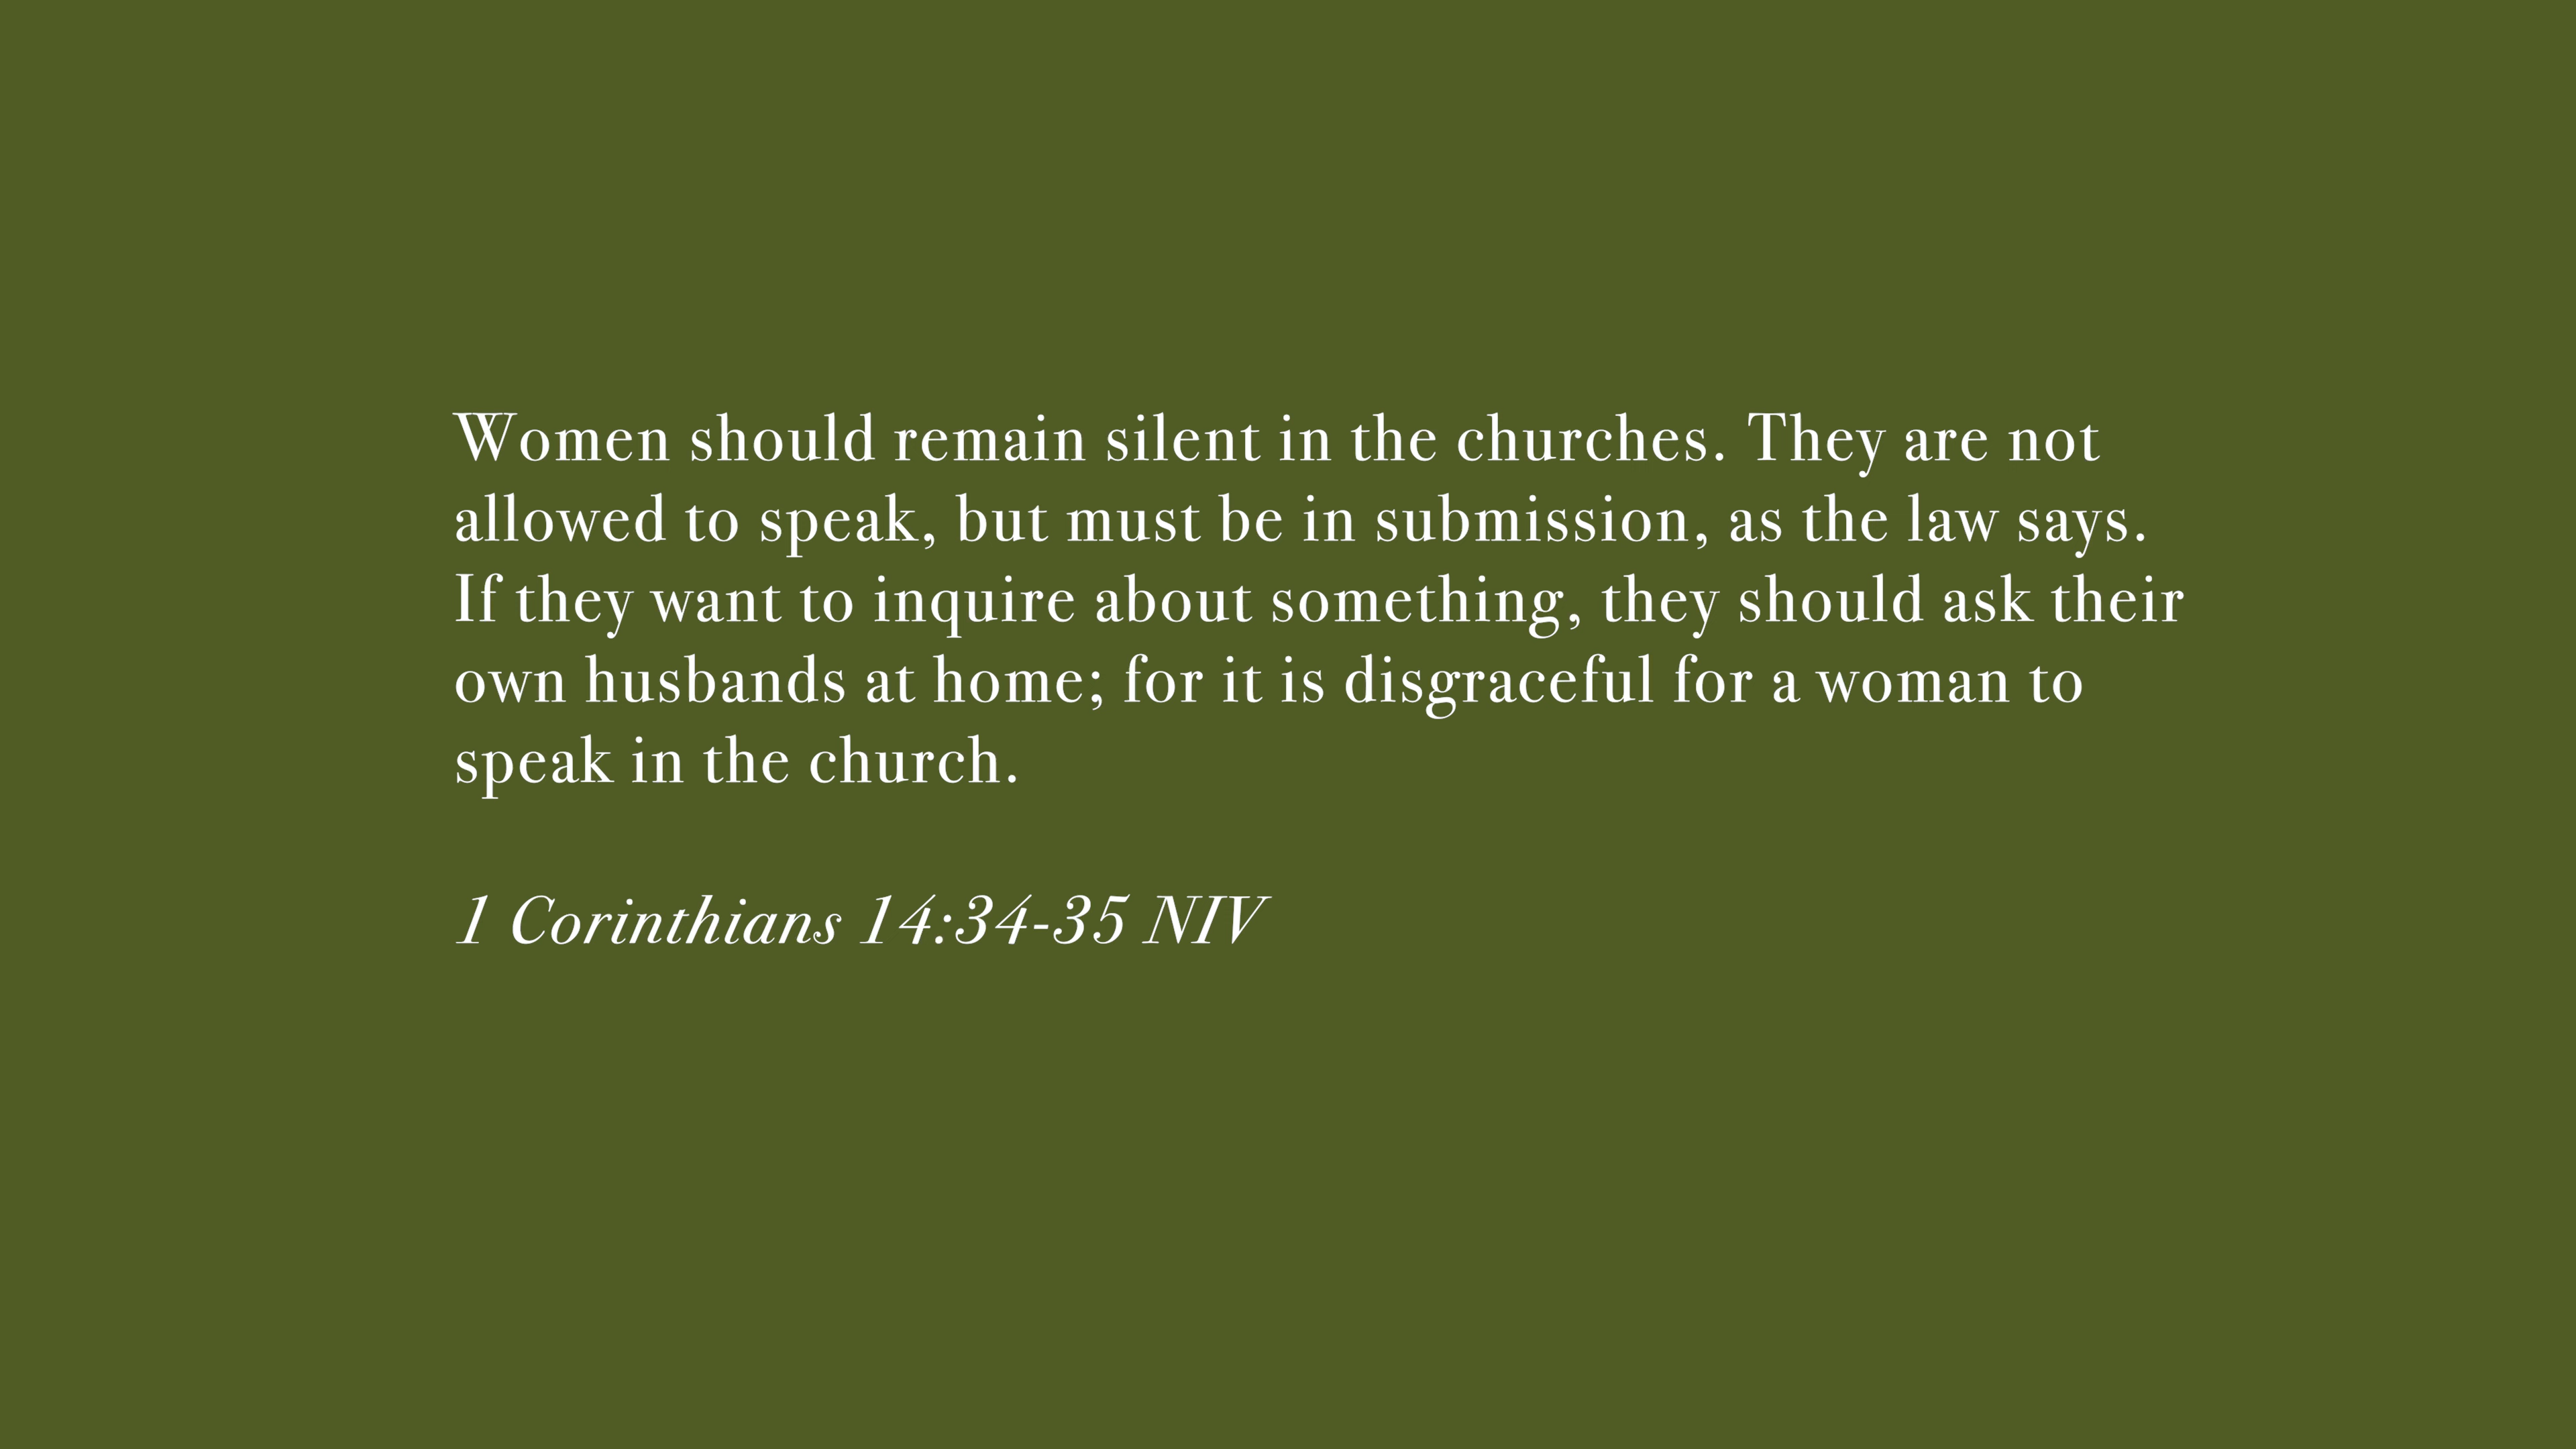 Women should remain silent in the churches. They are not
allowed to speak, but must be in submission, as the law says.
If they want to inquire about something, they should ask their
own husbands at home; for it is disgraceful for a woman to
speak in the church.
1 Corinthians 14:34-35 NIV